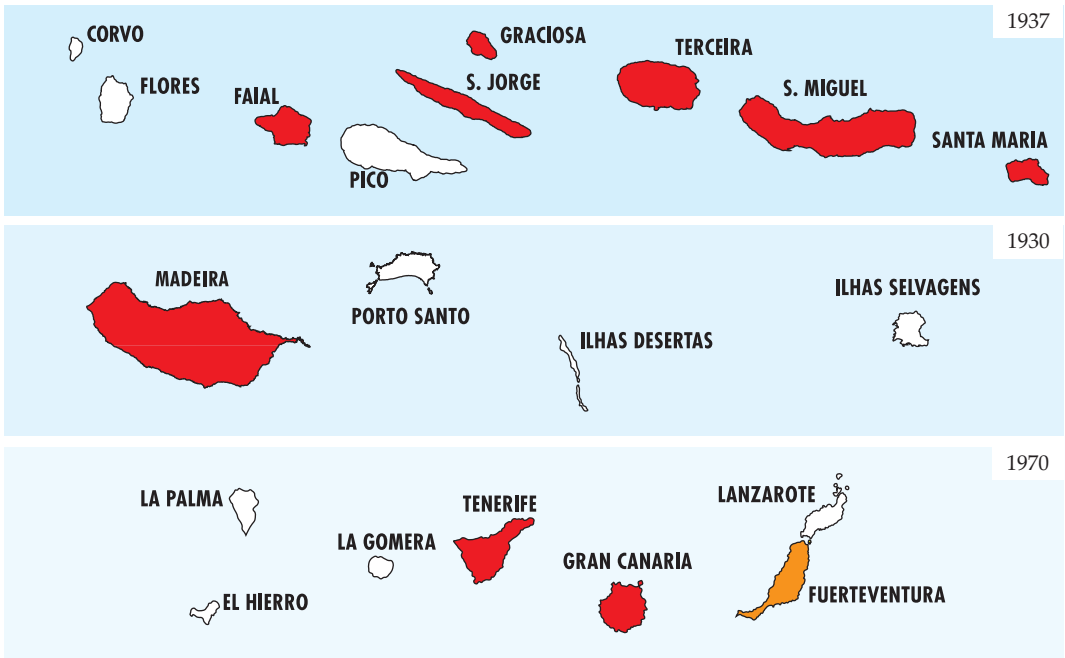 1937
CORVO
FLORES
FAIAL
PICO
GRACIOSA
S. JORGE
TERCEIRA
S. MIGUEL
SANTA MARIA
1930
MADEIRA
PORTO SANTO
ILHAS DESERTAS
ILHAS SELVAGENS
1970
LA PALMA
EL HIERRO
LA GOMERA
TENERIFE
GRAN CANARIA
LANZAROTE
FUERTEVENTURA